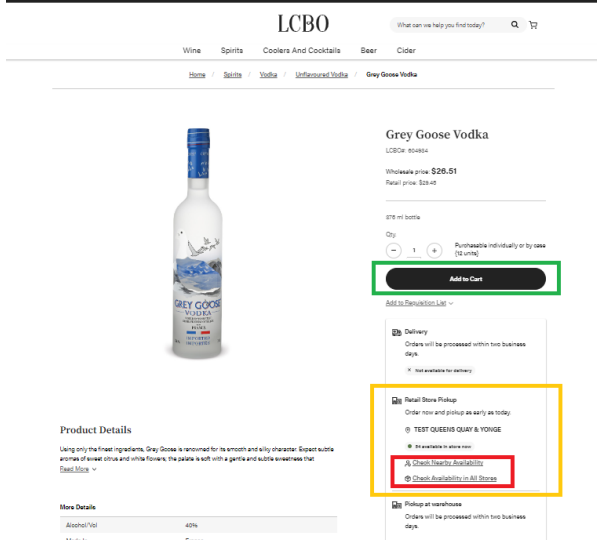 LCBO
What can we help you find today?
Wine Spirits Coolers And Cocktails Beer Cider
Home / Spirits / Vodka / Unflavoured Vodka / Grey Goose Vodka
Grey Goose Vodka
LCBO#:
Wholesale price: $26.51
Retail price: $29.45
375 ml bottle
Qty.
- 1 +
Purchasable individually or by case
(12 units)
Add to Cart
Add to Requisition List
Delivery
Orders will be processed within two business
days.
× Not available for delivery
Retail Store Pickup
Order now and pickup as early as today.
TEST QUEENS QUAY & YONGE
available in store now
Check Nearby Availability
Check Availability in All Stores
Pickup at warehouse
Orders will be processed within two business
days.
GREY GOOSE
VODKA
FRANCE
IMPORTED
Product Details
Using only the finest ingredients, Grey Goose is renowned for its smooth and silky character. Expect subtle
aromas of sweet citrus and white flowers; the palate is soft with a gentle and subtle sweetness that
Read More
More Details
Alcohol/Vol 40%